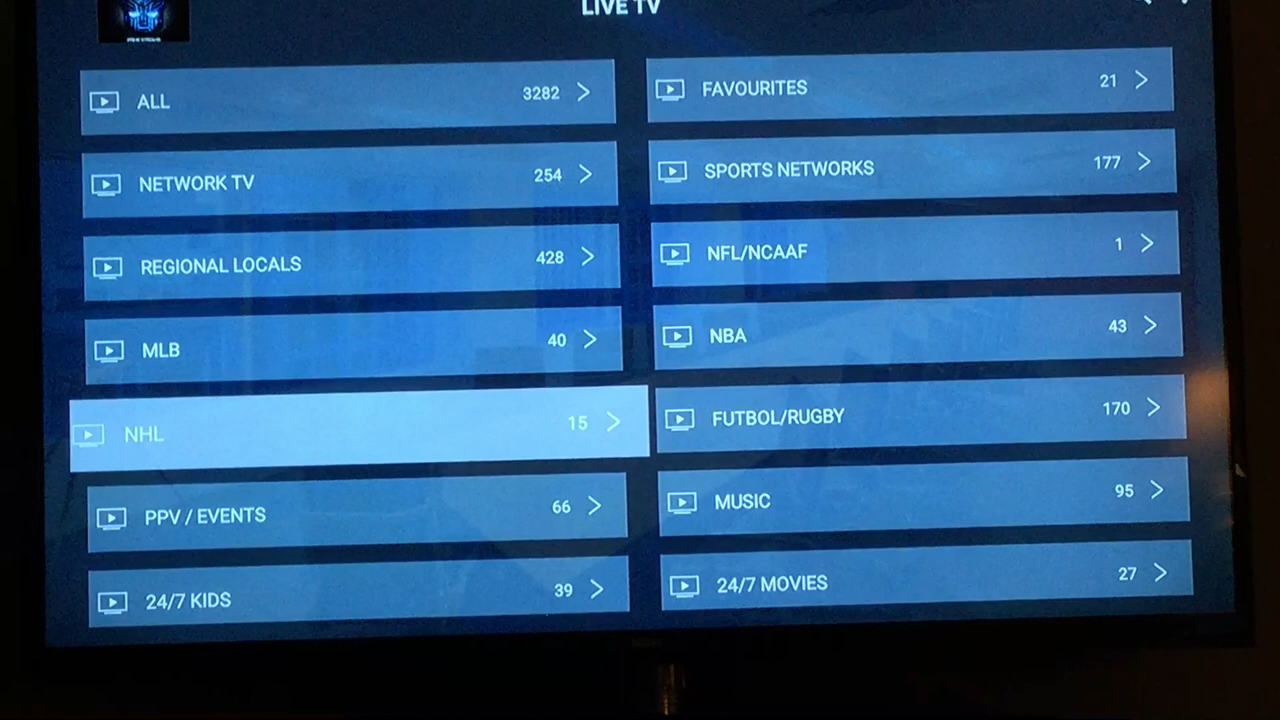 LIVE TV
ALL 3282
FAVOURITES 21
NETWORK TV 254
SPORTS NETWORKS 177
REGIONAL LOCALS 428
NFL/NCAAF 1
MLB 40
NBA 43
NHL 15
FUTBOL/RUGBY 170
PPV / EVENTS 66
MUSIC 95
24/7 KIDS 39
24/7 MOVIES 27